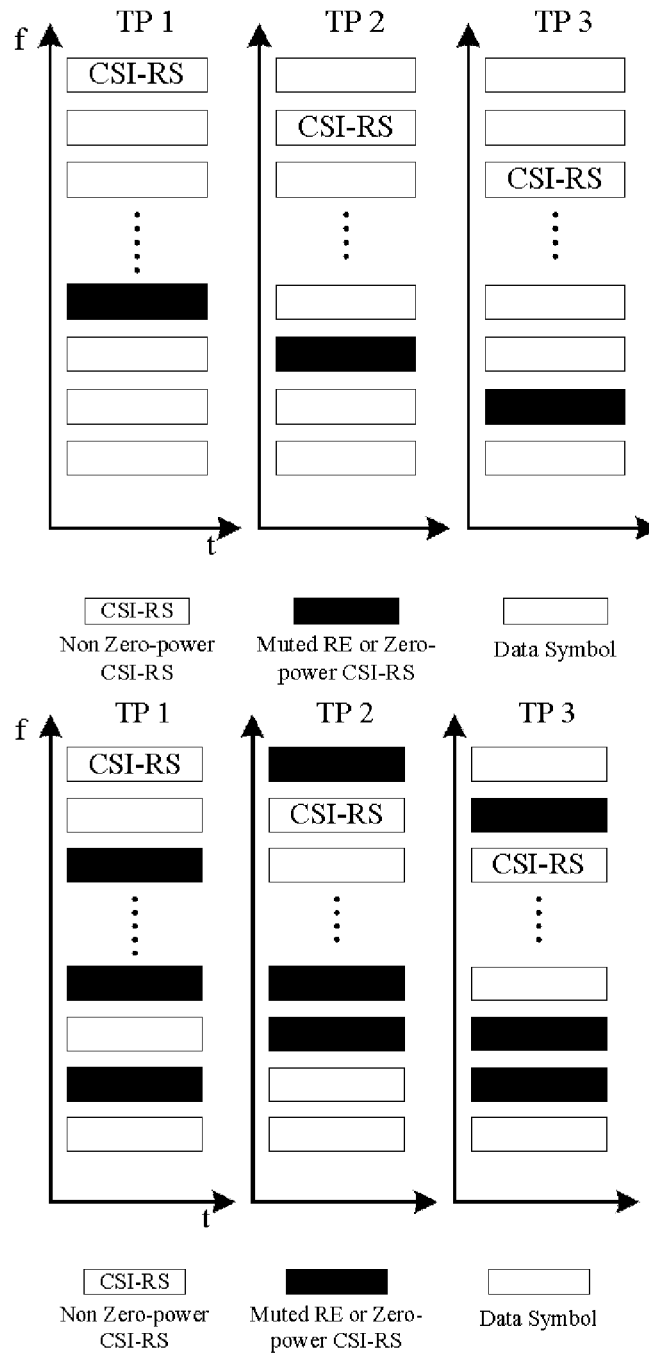 TP 1 TP 2 TP 3
f
CSI-RS
CSI-RS
CSI-RS
t
CSI-RS
Non Zero-power
CSI-RS
Muted RE or Zero-
power CSI-RS
Data Symbol
TP 1 TP 2 TP 3
f
CSI-RS
CSI-RS
CSI-RS
t
CSI-RS
Non Zero-power
CSI-RS
Muted RE or Zero-
power CSI-RS
Data Symbol